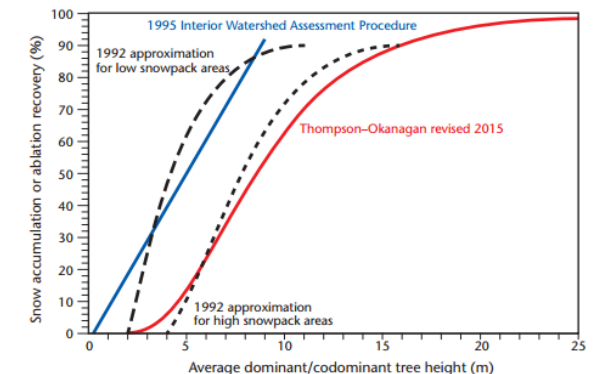 100
90
80
70
60
50
40
30
20
10
0
Snow accumulation or ablation recovery (%)
1995 Interior Watershed Assessment Procedure
1992 approximation
for low snowpack areas
Thompson–Okanagan revised 2015
1992 approximation
for high snowpack areas
0 5 10 15 20 25
Average dominant/codominant tree height (m)